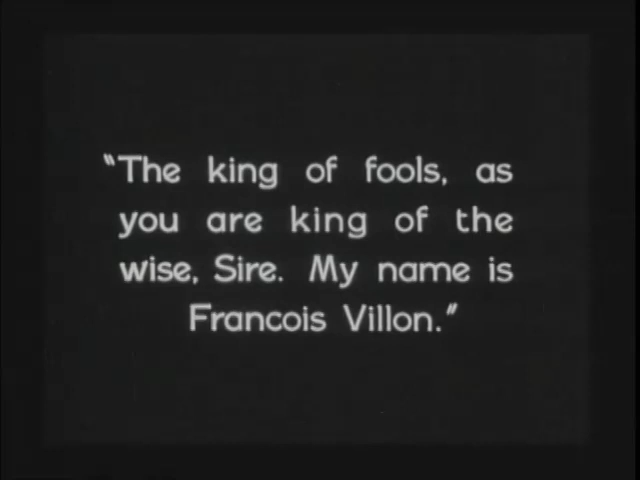 "The king of fools, as
you are king of the
wise, Sire. My name is
Francois Villon."